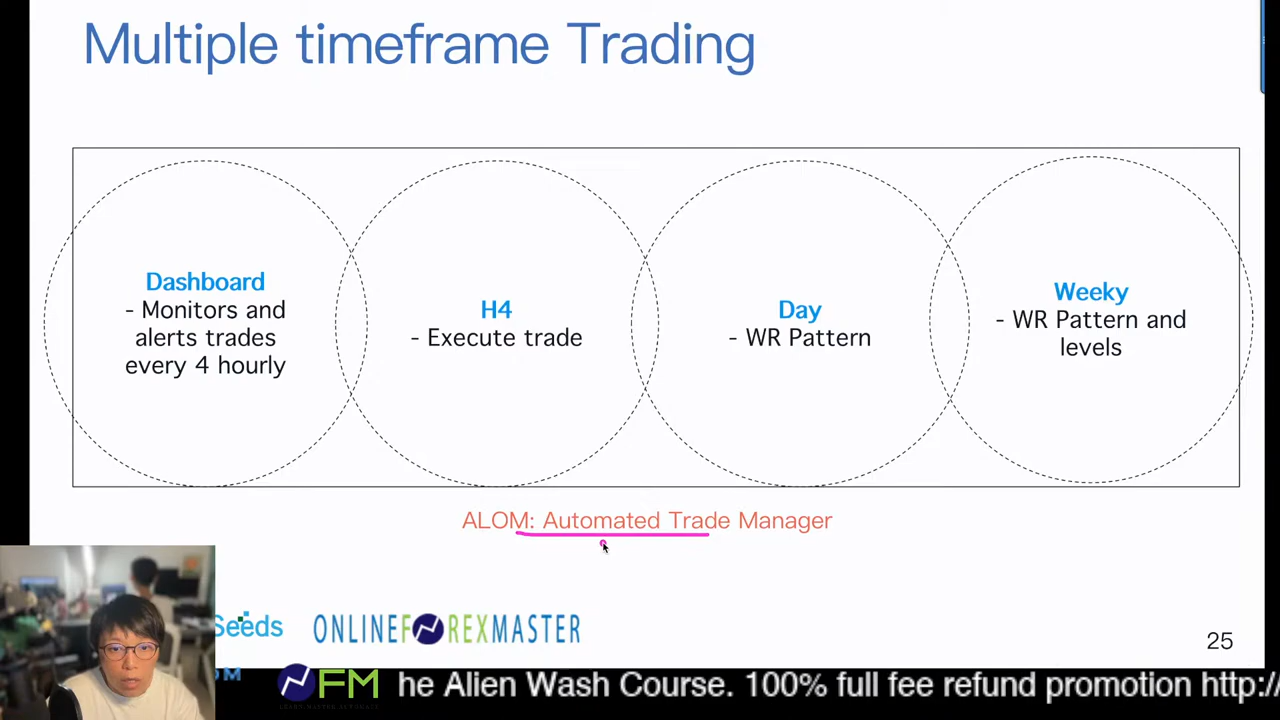 Multiple timeframe Trading
Dashboard
- Monitors and
alerts trades
every 4 hourly
H4
- Execute trade
Day
- WR Pattern
Weeky
- WR Pattern and
levels
ALOM: Automated Trade Manager
Seeds
ONLINEFOREXMASTER
25
OM
FM
he Alien Wash Course. 100% full fee refund promotion http:/